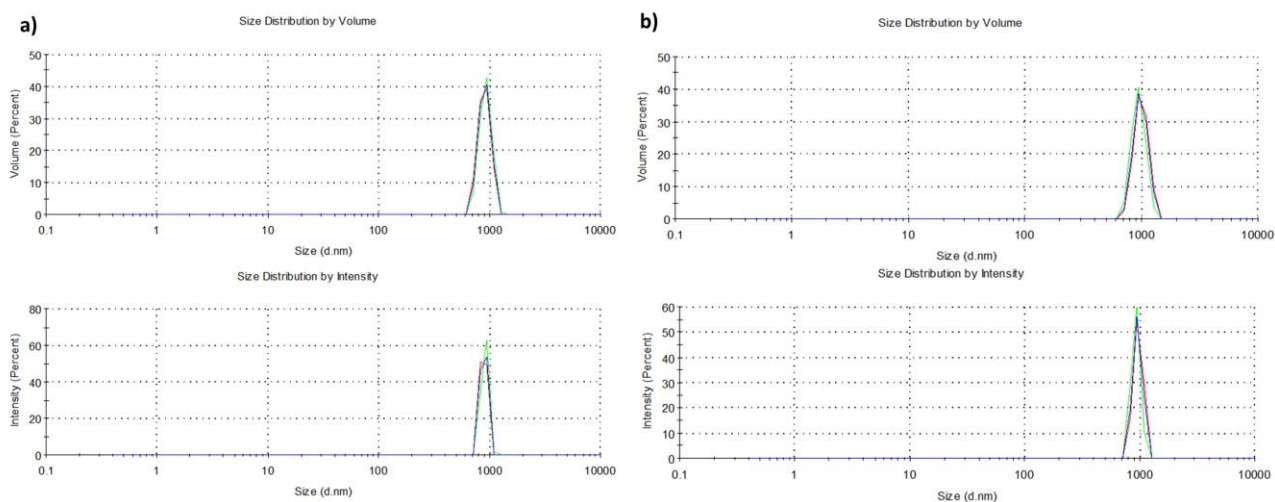 a)
Size Distribution by Volume
Volume (Percent)
50
40
30
20
10
0
0.1 1 10 100 1000 10000
Size (d.nm)
Size Distribution by Intensity
Intensity (Percent)
80
60
40
20
0
0.1 1 10 100 1000 10000
Size (d.nm)
b)
Size Distribution by Volume
Volume (Percent)
50
40
30
20
10
0
0.1 1 10 100 1000 10000
Size (d.nm)
Size Distribution by Intensity
Intensity (Percent)
60
50
40
30
20
10
0
0.1 1 10 100 1000 10000
Size (d.nm)